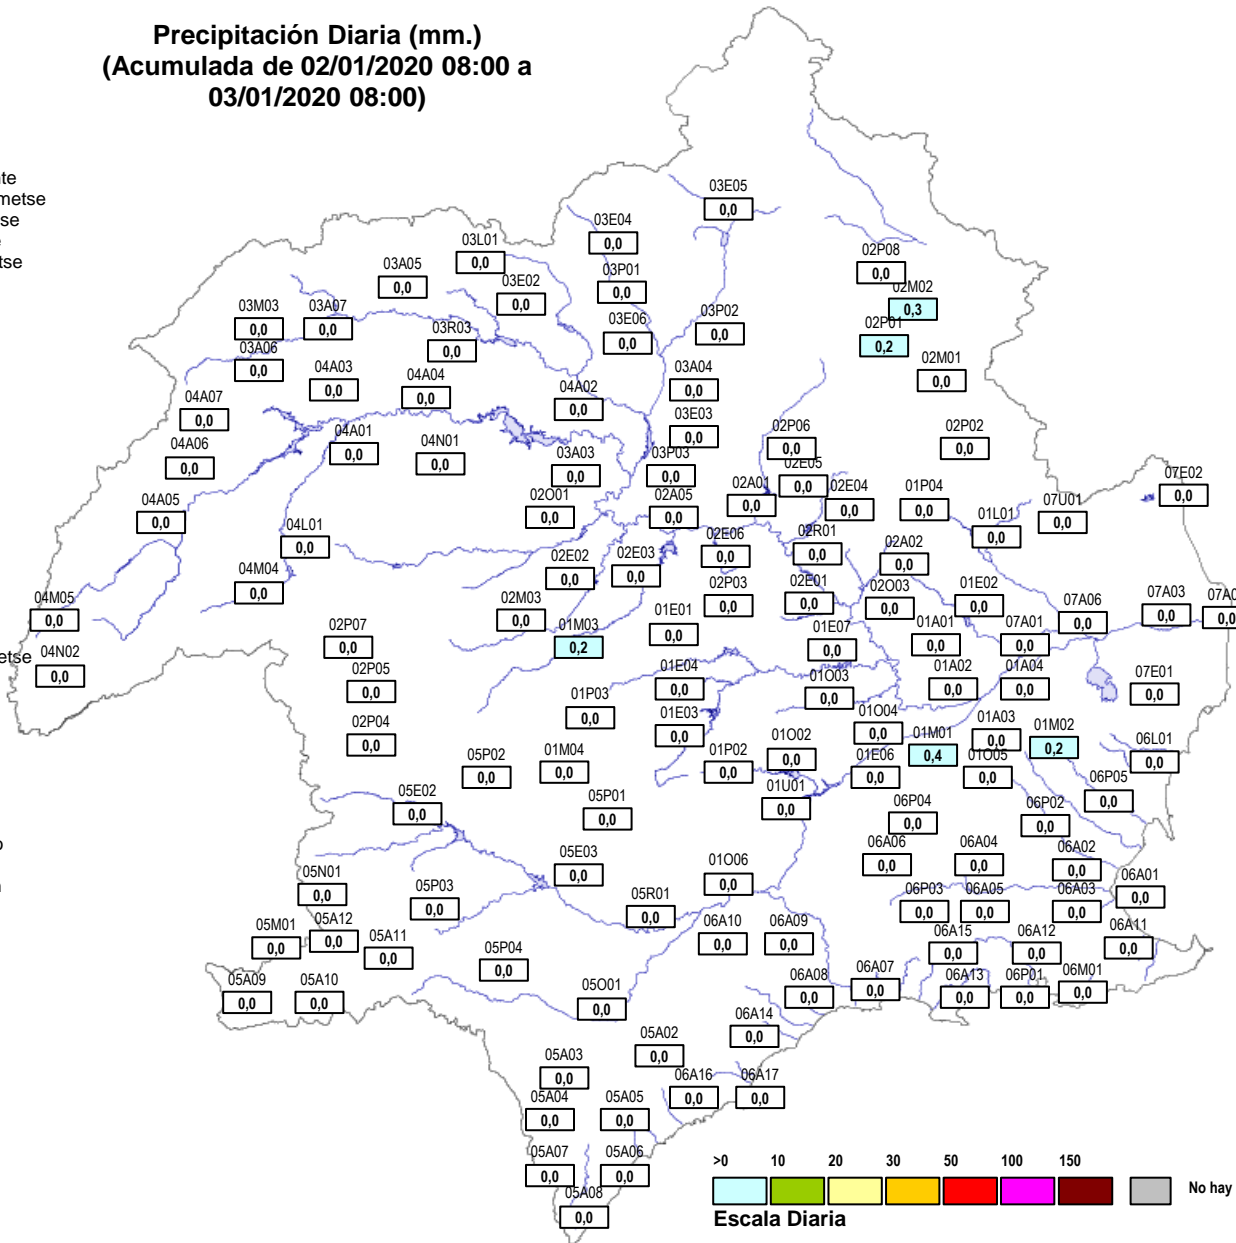 Precipitación Diaria (mm.)
(Acumulada de 02/01/2020 08:00 a
03/01/2020 08:00)
te
metse
se
e
tse
etse
o
n
03E05
0,0
03E04
0,0
03L01
0,0
02P08
0,0
03A05
0,0
03P01
0,0
03E02
0,0
02M02
0,3
03M03
0,0
03A07
0,0
03P02
0,0
03E06
0,0
02P01
0,2
03R03
0,0
03A06
0,0
02M01
0,0
04A03
0,0
03A04
0,0
04A04
0,0
04A02
0,0
04A07
0,0
03E03
0,0
04A01
0,0
02P06
0,0
02P02
0,0
04N01
0,0
04A06
0,0
03A03
0,0
03P03
0,0
02E05
0,0
07E02
0,0
02A01
0,0
02E04
0,0
01P04
0,0
04A05
0,0
02O01
0,0
02A05
0,0
07U01
0,0
01L01
0,0
04L01
0,0
02E06
0,0
02R01
0,0
02A02
0,0
02E02
0,0
02E03
0,0
04M04
0,0
02P03
0,0
02E01
0,0
02O03
0,0
01E02
0,0
04M05
0,0
02M03
0,0
07A06
0,0
07A03
0,0
07A0
0,0
01E01
0,0
02P07
0,0
01M03
0,2
01E07
0,0
01A01
0,0
07A01
0,0
04N02
0,0
02P05
0,0
01E04
0,0
01O03
0,0
01A02
0,0
01A04
0,0
07E01
0,0
01P03
0,0
01E03
0,0
02P04
0,0
01O04
0,0
01A03
0,0
01M02
0,2
01M01
0,4
06L01
0,0
05P02
0,0
01M04
0,0
01P02
0,0
01O02
0,0
01E06
0,0
01O05
0,0
05E02
0,0
05P01
0,0
01U01
0,0
06P04
0,0
06P02
0,0
06P05
0,0
05E03
0,0
01O06
0,0
06A06
0,0
06A04
0,0
06A02
0,0
05N01
0,0
05P03
0,0
05R01
0,0
06P03
0,0
06A05
0,0
06A03
0,0
06A01
0,0
05M01
0,0
05A12
0,0
05A11
0,0
06A10
0,0
06A09
0,0
06A15
0,0
06A12
0,0
06A11
0,0
05P04
0,0
05A09
0,0
05A10
0,0
05O01
0,0
06A08
0,0
06A07
0,0
06A13
0,0
06P01
0,0
06M01
0,0
05A02
0,0
06A14
0,0
05A03
0,0
06A16
0,0
06A17
0,0
05A04
0,0
05A05
0,0
05A07
0,0
05A06
0,0
05A08
0,0
>0 10 20 30 50 100 150
No hay
Escala Diaria